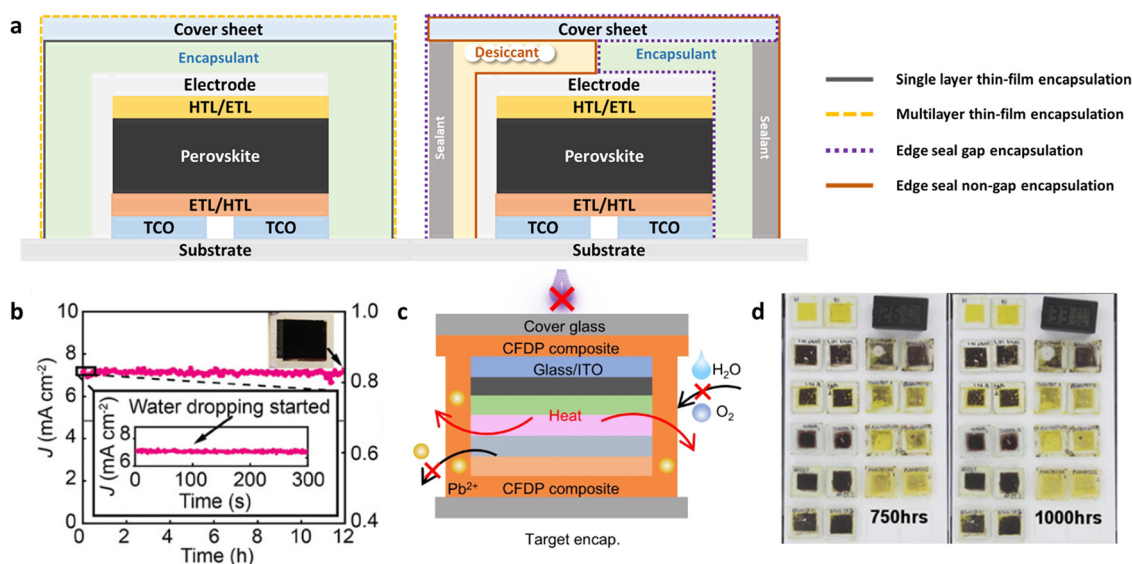 a
Cover sheet
Encapsulant
Electrode
HTL/ETL
Perovskite
ETL/HTL
TCO TCO
Substrate
Cover sheet
Desiccant
Encapsulant
Electrode
HTL/ETL
Sealant
Perovskite
Sealant
ETL/HTL
TCO TCO
Substrate
Single layer thin-film encapsulation
Multilayer thin-film encapsulation
Edge seal gap encapsulation
Edge seal non-gap encapsulation
b
J (mA cm-2)
10
8
6
4
2
0
1.0
0.8
0.6
0.4
Water dropping started
J (mA cm-2)
8
6
0 100 200 300
Time (s)
0 2 4 6 8 10 12
Time (h)
c
Cover glass
CFDP composite
Glass/ITO
Heat
H2O
O2
Pb2+
CFDP composite
Target encap.
d
26
33
750hrs
1000hrs